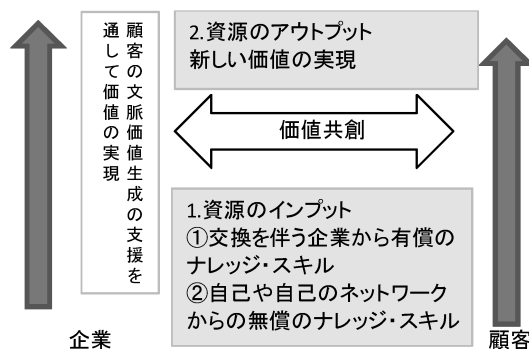 顧客の文脈価値生成の支援を
通して価値の実現
2.資源のアウトプット
新しい価値の実現
価値共創
1.資源のインプット
①交換を伴う企業から有償の
ナレッジ・スキル
②自己や自己のネットワーク
からの無償のナレッジ・スキル
企業
顧客